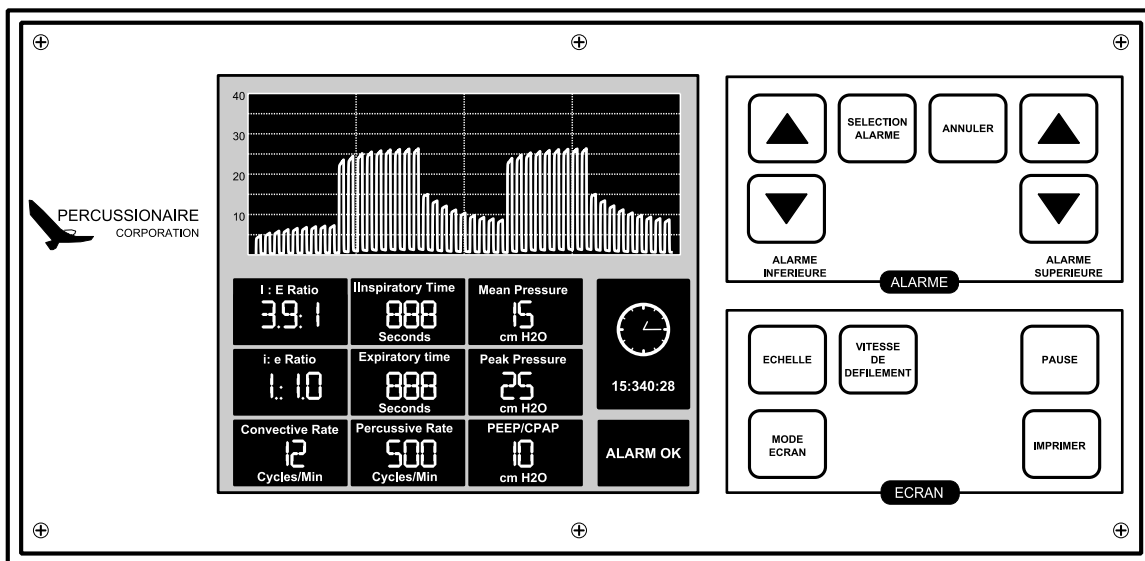 PERCUSSIONAIRE
CORPORATION
40
30
20
10
I : E Ratio
3.9: 1
IInspiratory Time
888
Seconds
Mean Pressure
15
cm H2O
i: e Ratio
1: 1.0
Expiratory time
888
Seconds
Peak Pressure
25
cm H2O
15:340:28
Convective Rate
12
Cycles/Min
Percussive Rate
500
Cycles/Min
PEEP/CPAP
10
cm H2O
ALARM OK
SELECTION
ALARME
ANNULER
ALARME
INFERIEURE
ALARME
SUPERIEURE
ALARME
ECHELLE
VITESSE
DE
DEFILEMENT
PAUSE
MODE
ECRAN
IMPRIMER
ECRAN